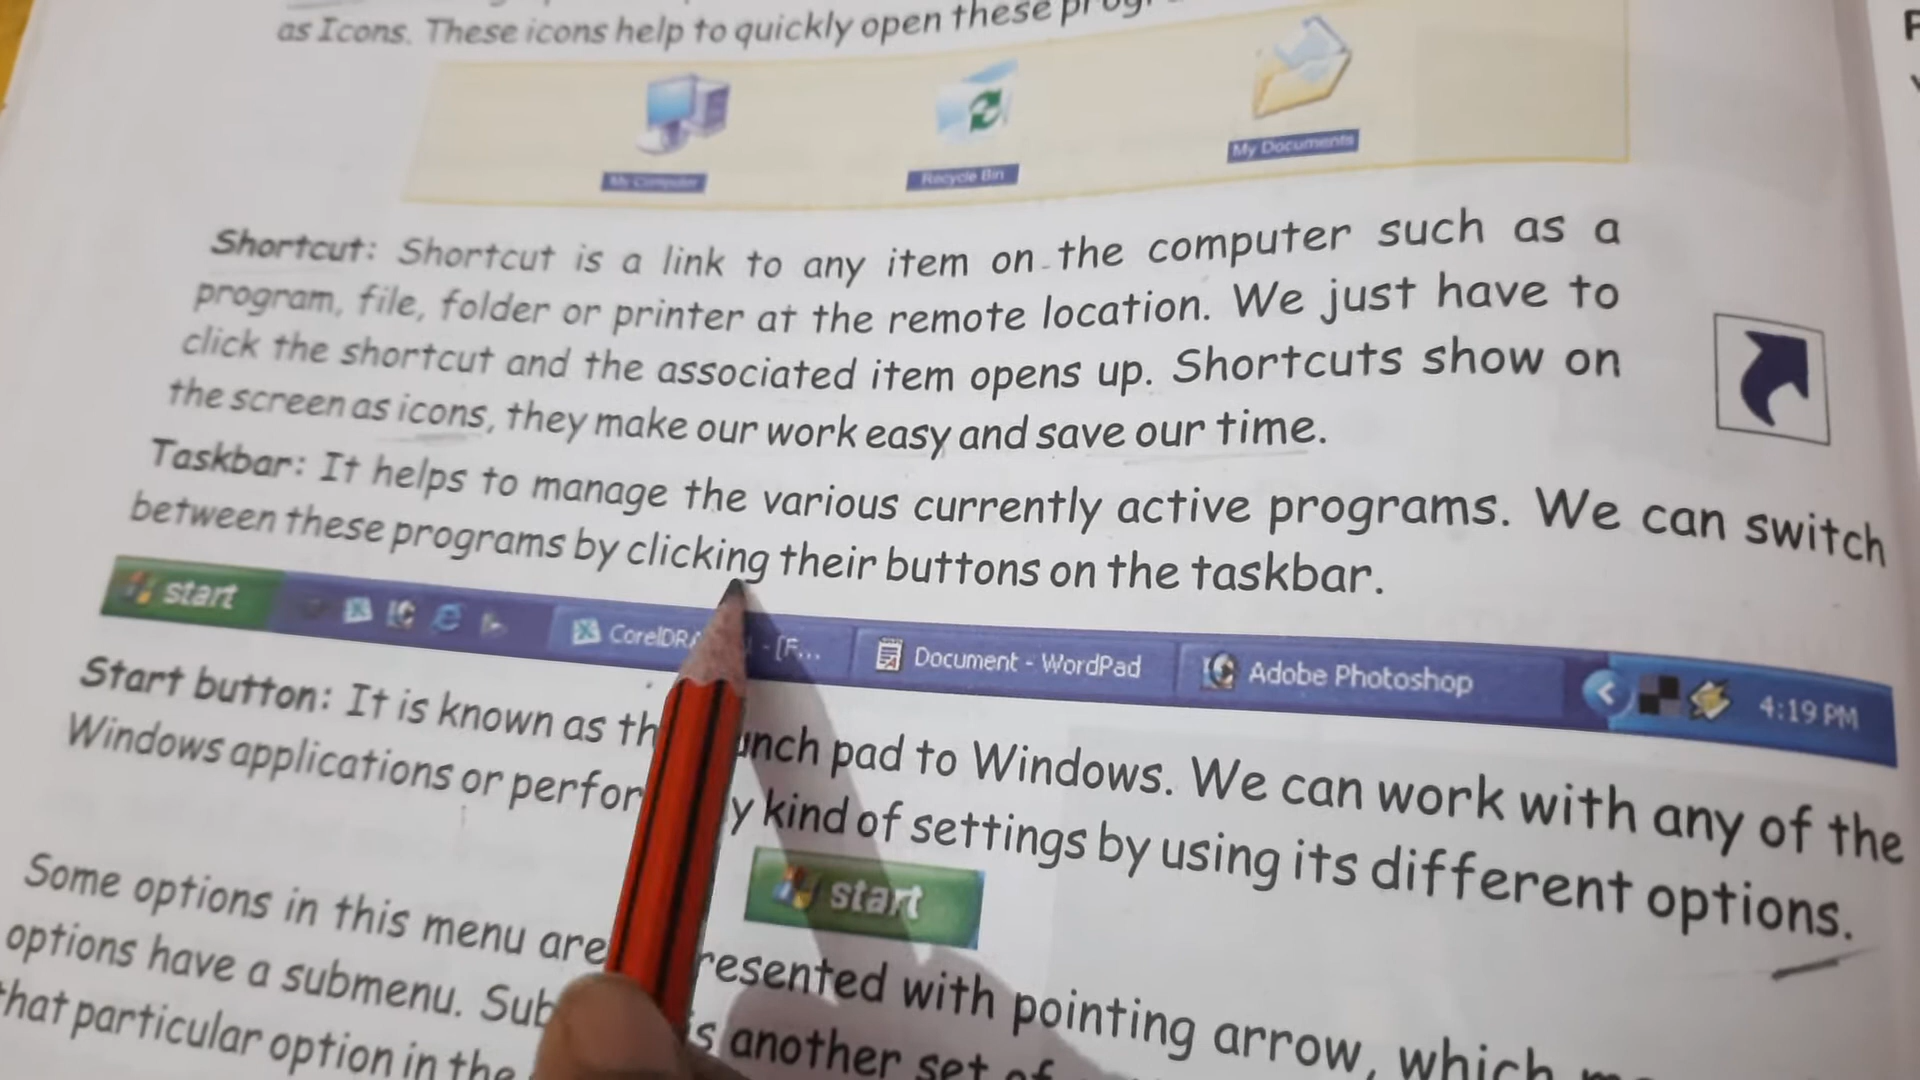 as Icons. These icons help to quickly open these
My Computer
Recycle Bin
My Documents
Shortcut: Shortcut is a link to any item on the computer such as a
program, file, folder or printer at the remote location. We just have to
click the shortcut and the associated item opens up. Shortcuts show on
the screen as icons, they make our work easy and save our time.
Taskbar: It helps to manage the various currently active programs. We can switch
between these programs by clicking their buttons on the taskbar.
start
CorelDRA - [F...
Document - WordPad
Adobe Photoshop
4:19 PM
Start button: It is known as th unch pad to Windows. We can work with any of the
Windows applications or perfor y kind of settings by using its different options.
start
Some options in this menu are resented with pointing arrow, which
options have a submenu. Sub s another set of
that particular option in the